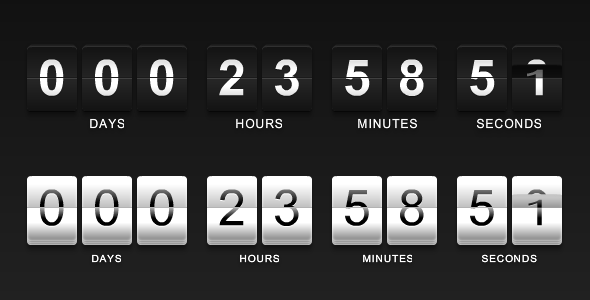 000 23 58 51
DAYS HOURS MINUTES SECONDS
000 23 58 51
DAYS HOURS MINUTES SECONDS